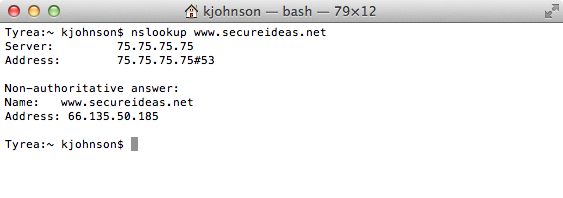 kjohnson — bash — 79×12
Tyrea:~ kjohnson$ nslookup www.secureideas.net
Server:         75.75.75.75
Address:        75.75.75.75#53

Non-authoritative answer:
Name:   www.secureideas.net
Address: 66.135.50.185

Tyrea:~ kjohnson$